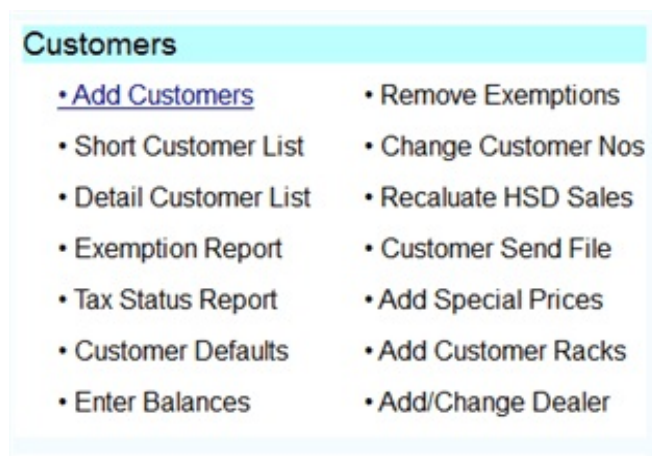 Customers
• Add Customers
• Short Customer List
• Detail Customer List
• Exemption Report
• Tax Status Report
• Customer Defaults
• Enter Balances
• Remove Exemptions
• Change Customer Nos
• Recaluate HSD Sales
• Customer Send File
• Add Special Prices
• Add Customer Racks
• Add/Change Dealer